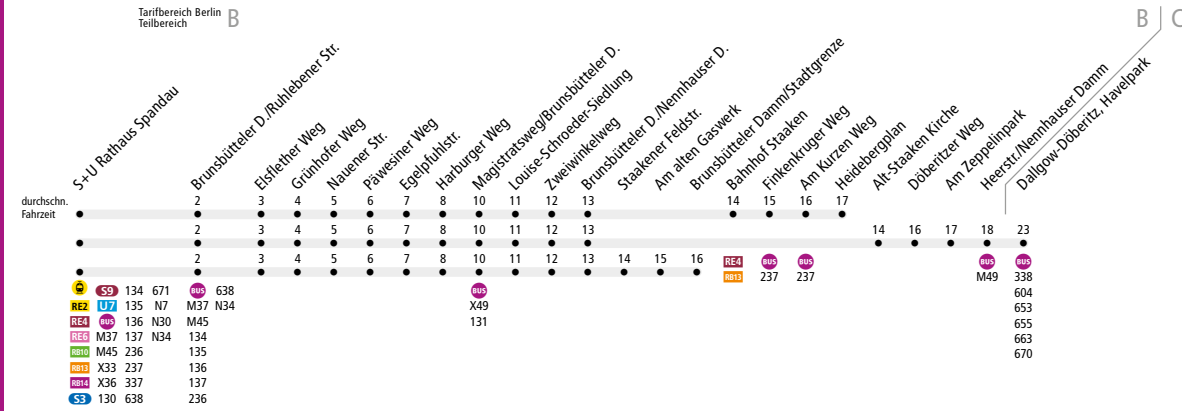 Tarifbereich Berlin B
Teilbereich
B C
S+U Rathaus Spandau
Brunsbütteler D./Ruhlebener Str.
Elsflether Weg
Grünhofer Weg
Nauener Str.
Päwesiner Weg
Egelpfuhlstr.
Harburger Weg
Magistratsweg/Brunsbütteler D.
Louise-Schroeder-Siedlung
Zweiwinkelweg
Brunsbütteler D./Nennhauser D.
Staakener Feldstr.
Am alten Gaswerk
Brunsbütteler Damm/Stadtgrenze
Bahnhof Staaken
Finkenkruger Weg
Am Kurzen Weg
Heidebergplan
Alt-Staaken Kirche
Döberitzer Weg
Am Zeppelinpark
Heerstr./Nennhauser Damm
Dallgow-Döberitz, Havelpark
durchschn.
Fahrzeit
2 3 4 5 6 7 8 10 11 12 13 14 15 16 17
2 3 4 5 6 7 8 10 11 12 13 14 16 17 18 23
2 3 4 5 6 7 8 10 11 12 13 14 15 16
S9 134 671
RE2 U7 135 N7
RE4 BUS 136 N30
RE6 M37 137 N34
RB10 M45 236
RB13 X33 237
RB14 X36 337
S3 130 638
BUS 638
M37 N34
M45
134
135
136
137
236
BUS
X49
131
RE4
RB13
BUS
237
BUS
237
BUS
M49
BUS
338
604
653
655
663
670